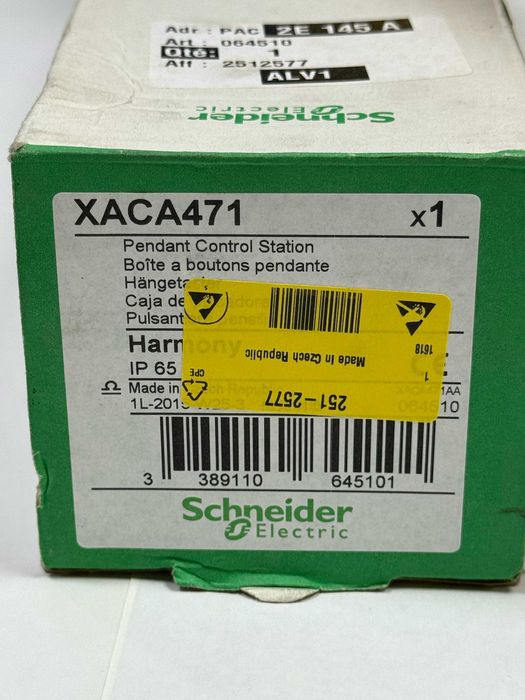 Adr : PAC 2E 145 A
Art : 064510
Qté: 1
Aff : 2512577
ALV1
Schneider
Electric
XACA471 x1
Pendant Control Station
Boîte a boutons pendante
Caja de
Pulsant
Harmony
IP 65
Made in Czech Republic
1618
1
CPE
251-2577
Made in
064510
3 389110 645101
Schneider
Electric